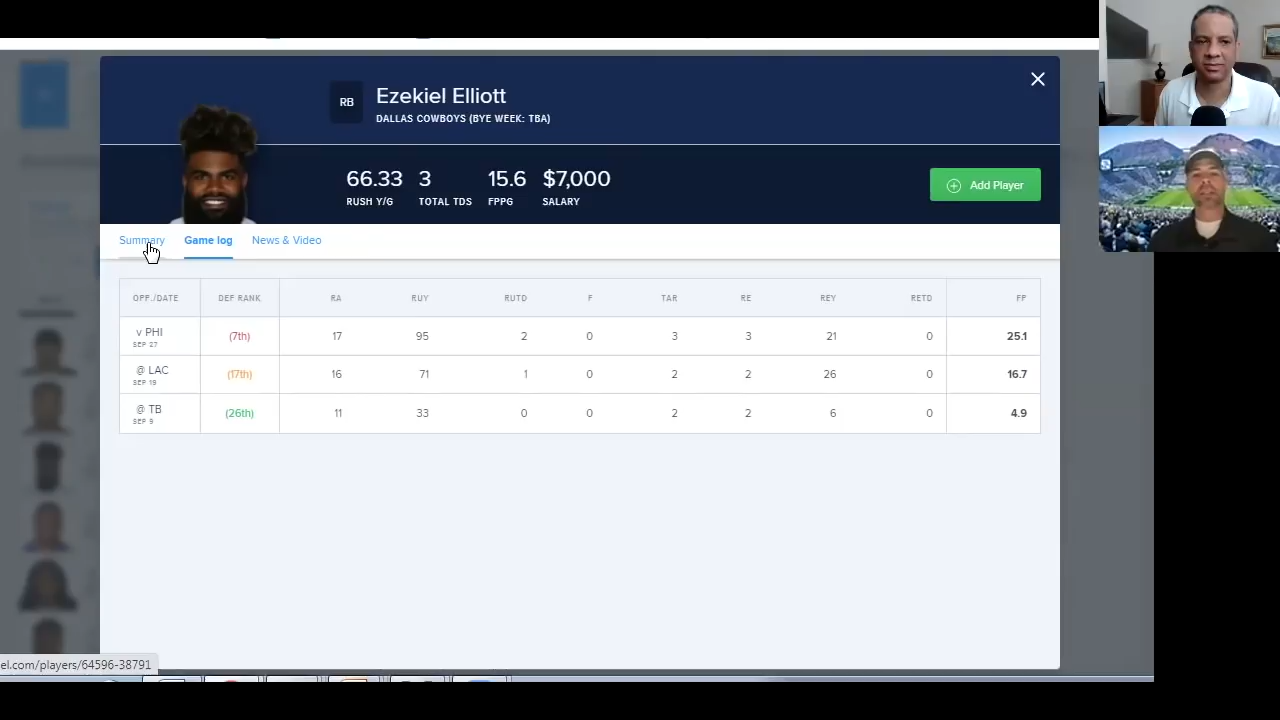 RB
Ezekiel Elliott
DALLAS COWBOYS (BYE WEEK: TBA)
66.33 3 15.6 $7,000
RUSH Y/G TOTAL TDS FPPG SALARY
Add Player
Summary Game log News & Video
OPP./DATE DEF RANK RA RUY RUTD F TAR RE REY RETD FP
v PHI (7th) 17 95 2 0 3 3 21 0 25.1
SEP 27
@ LAC (17th) 16 71 1 0 2 2 26 0 16.7
SEP 19
@ TB (26th) 11 33 0 0 2 2 6 0 4.9
SEP 9
el.com/players/64596-38791